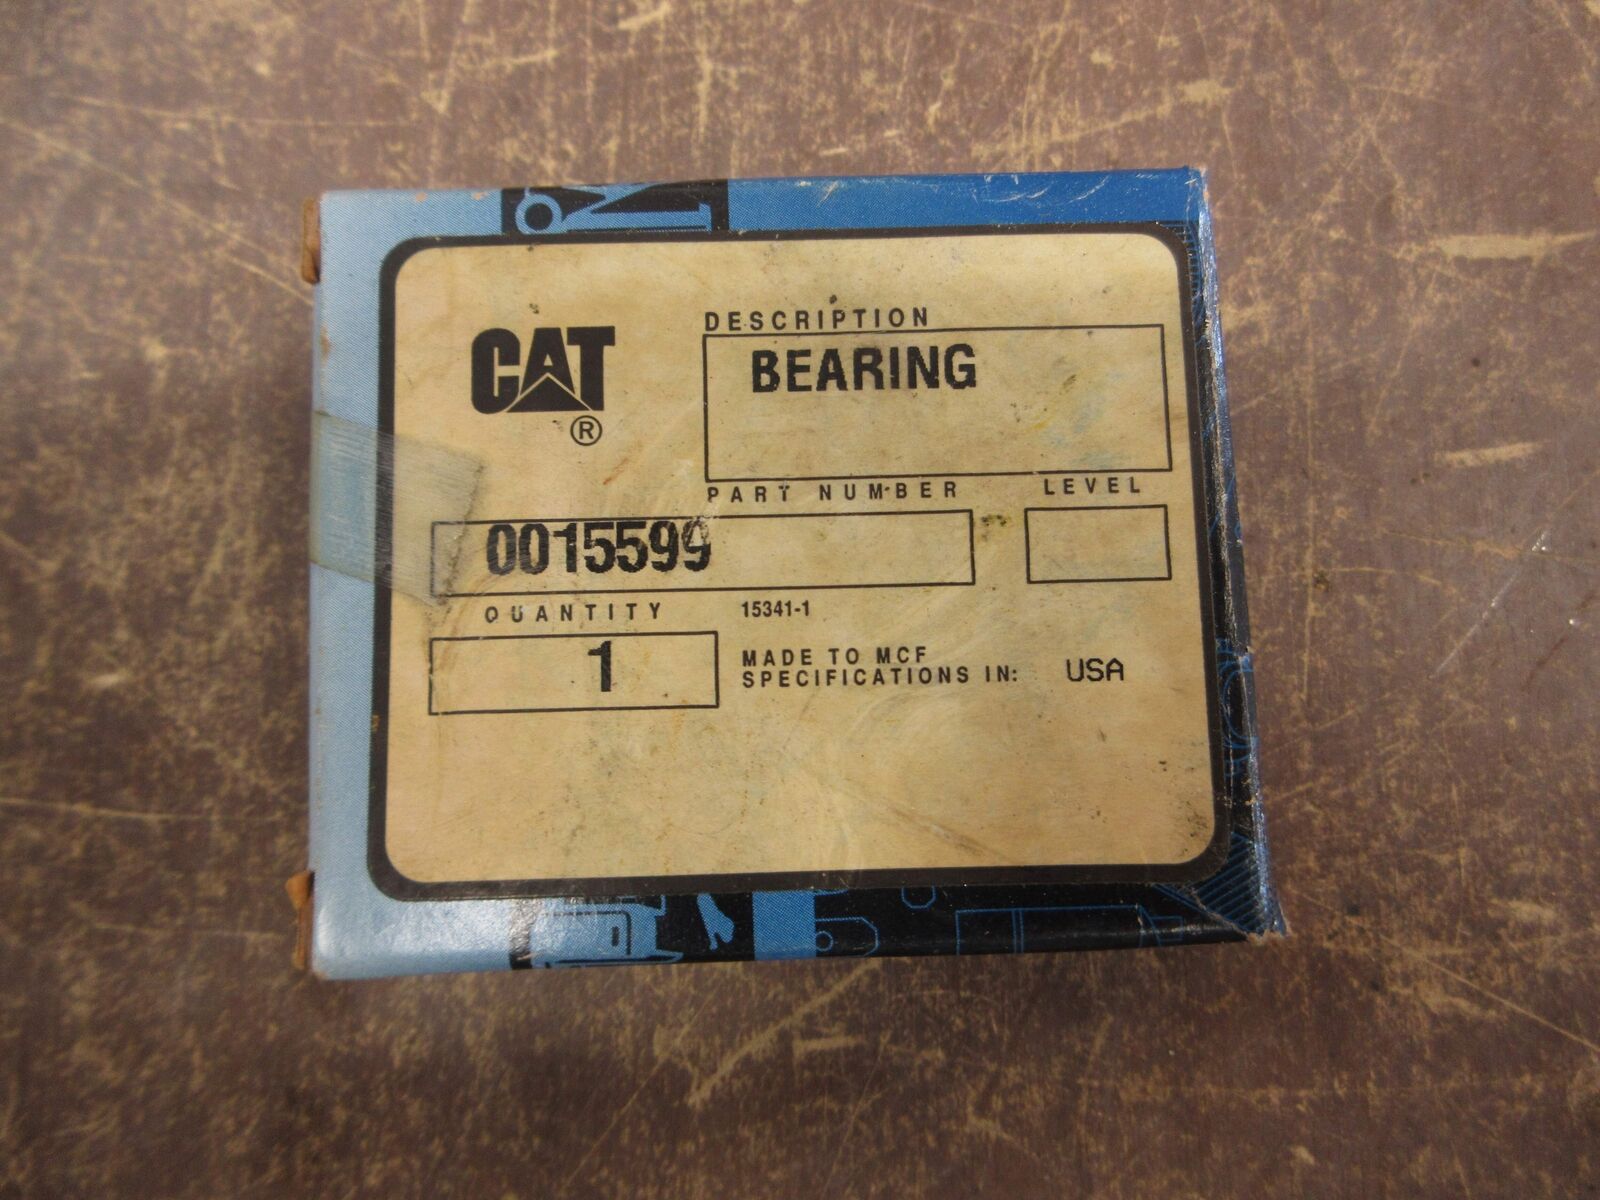 CAT
®
DESCRIPTION
BEARING
PART NUMBER LEVEL
0015599
QUANTITY 15341-1
1
MADE TO MCF
SPECIFICATIONS IN: USA